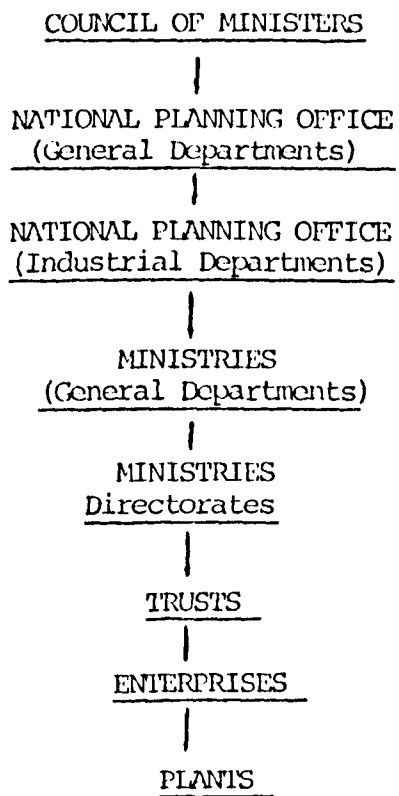 COUNCIL OF MINISTERS
NATIONAL PLANNING OFFICE
(General Departments)
NATIONAL PLANNING OFFICE
(Industrial Departments)
MINISTRIES
(General Departments)
MINISTRIES
Directorates
TRUSTS
ENTERPRISES
PLANTS